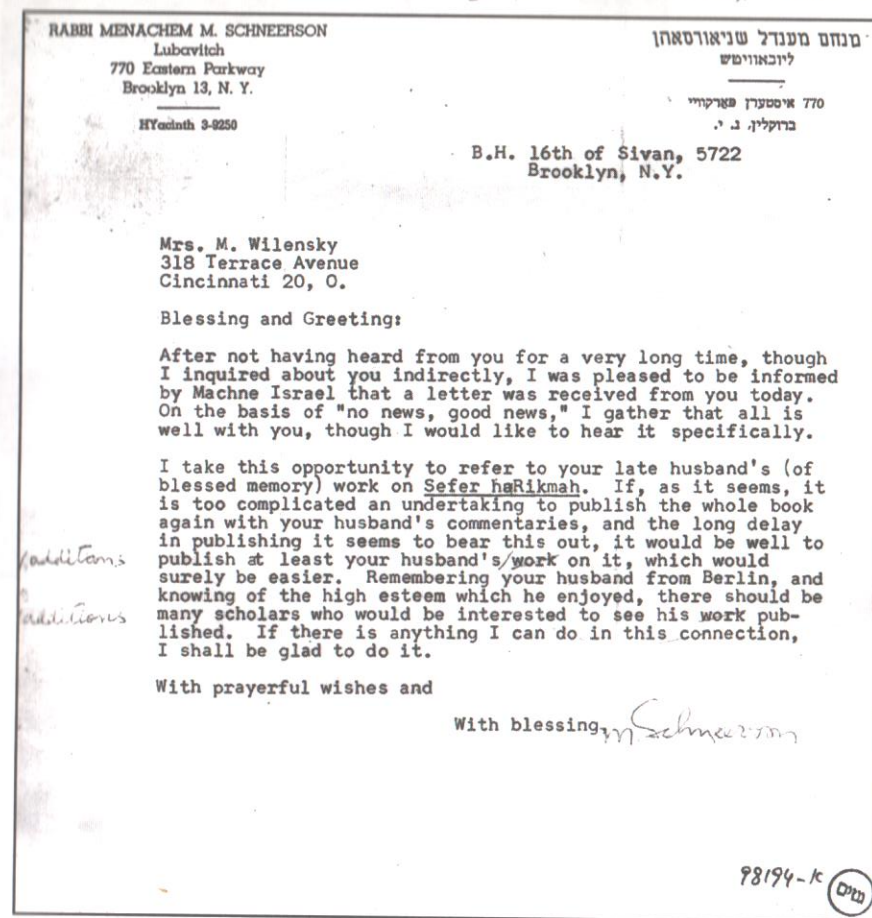 RABBI MENACHEM M. SCHNEERSON
Lubavitch
770 Eastern Parkway
Brooklyn 13, N. Y.
HYacinth 3-9250
מנחם מענדל שניאורסאהן
ליובאוויטש
770 איסטערן פארקוויי
ברוקלין, נ. י.
B.H. 16th of Sivan, 5722
Brooklyn, N.Y.
Mrs. M. Wilensky
318 Terrace Avenue
Cincinnati 20, O.
Blessing and Greeting:
After not having heard from you for a very long time, though
I inquired about you indirectly, I was pleased to be informed
by Machne Israel that a letter was received from you today.
On the basis of "no news, good news," I gather that all is
well with you, though I would like to hear it specifically.
I take this opportunity to refer to your late husband's (of
blessed memory) work on Sefer haRikmah. If, as it seems, it
is too complicated an undertaking to publish the whole book
again with your husband's commentaries, and the long delay
in publishing it seems to bear this out, it would be well to
/additons
publish at least your husband's/work on it, which would
surely be easier. Remembering your husband from Berlin, and
knowing of the high esteem which he enjoyed, there should be
additions
many scholars who would be interested to see his work pub-
lished. If there is anything I can do in this connection,
I shall be glad to do it.
With prayerful wishes and
With blessing,
M Schneerson
98194-א